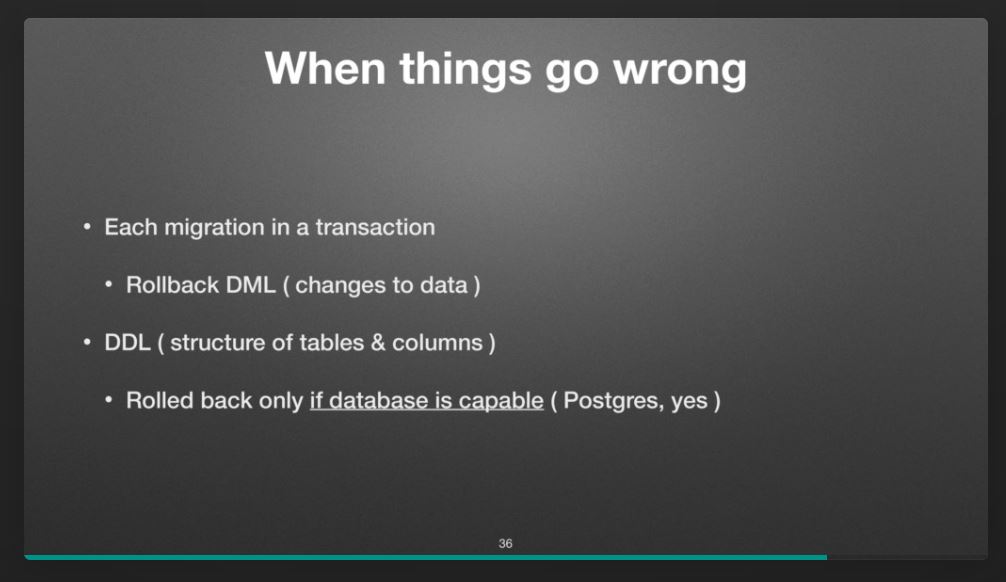 When things go wrong
• Each migration in a transaction
• Rollback DML ( changes to data )
• DDL ( structure of tables & columns )
• Rolled back only if database is capable ( Postgres, yes )
36